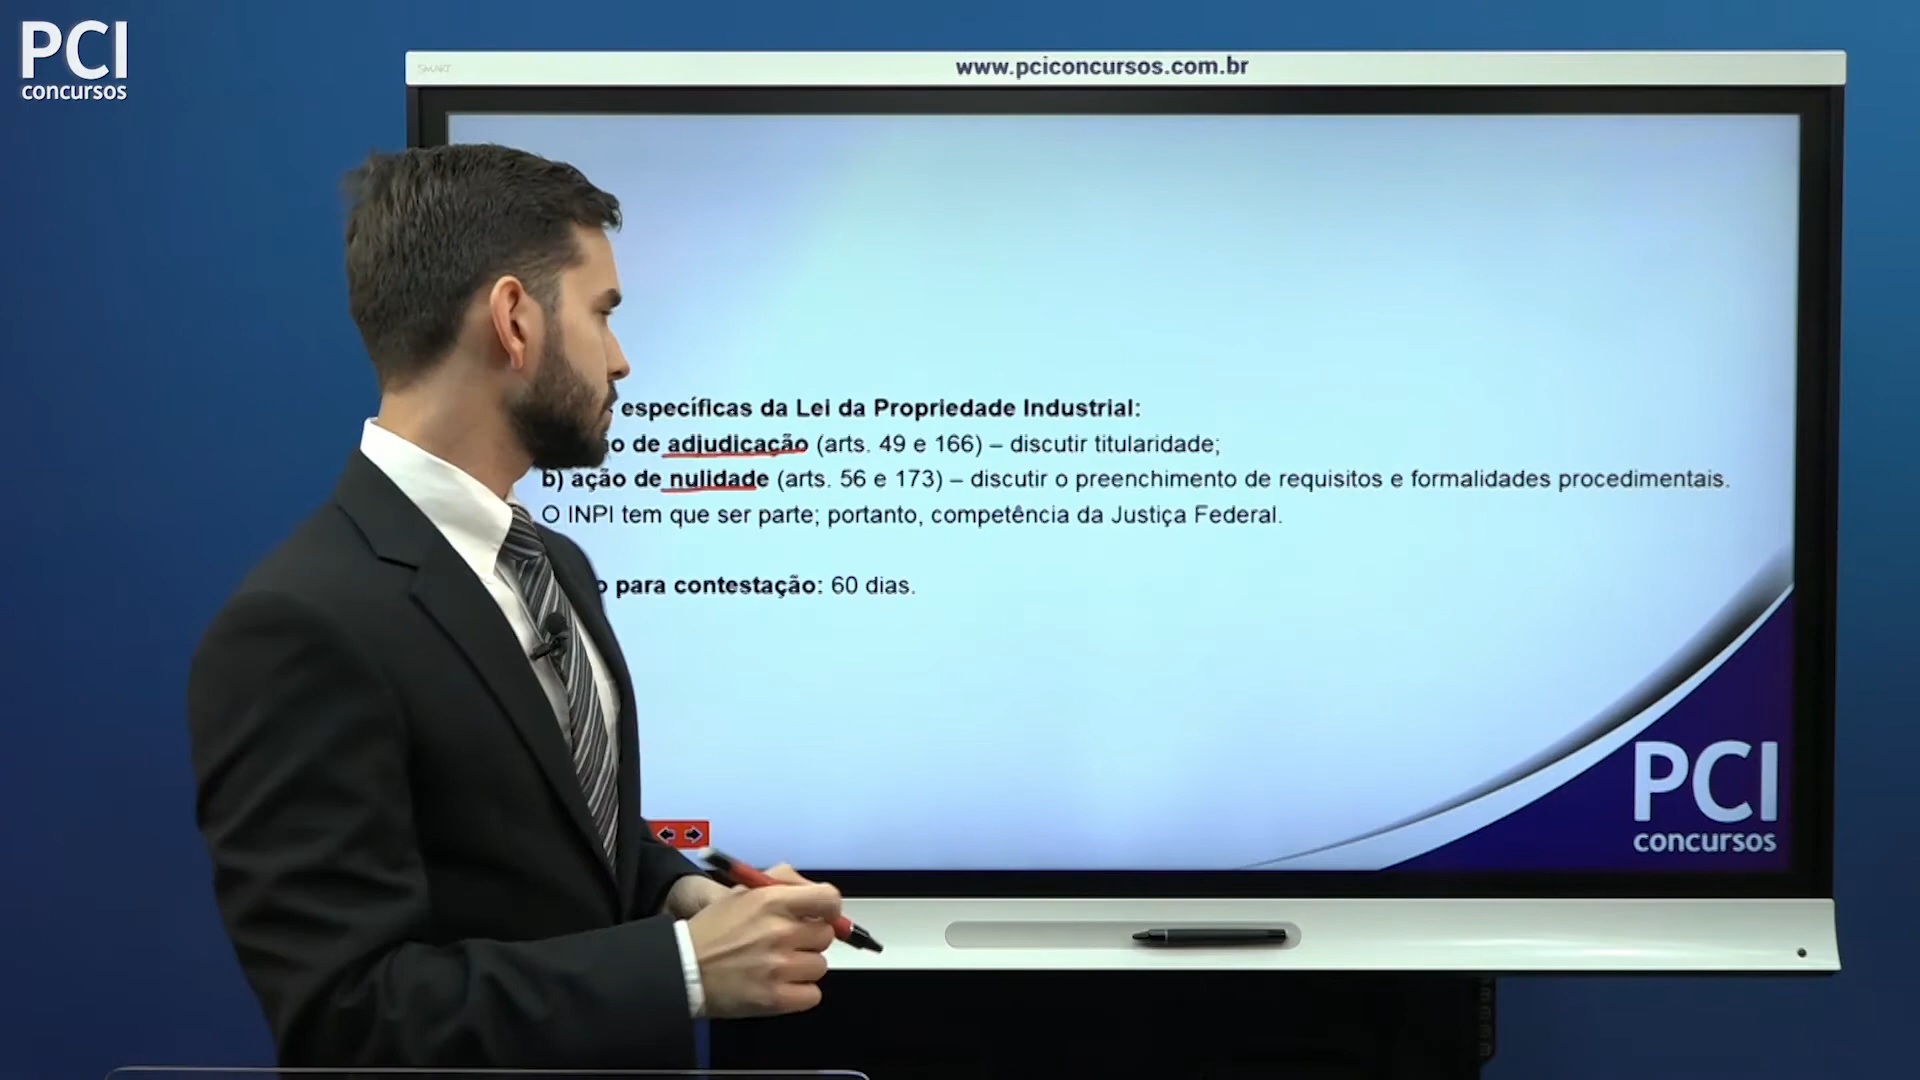 PCI
concursos
SMART
www.pciconcursos.com.br
específicas da Lei da Propriedade Industrial:
de adjudicação (arts. 49 e 166) – discutir titularidade;
b) ação de nulidade (arts. 56 e 173) – discutir o preenchimento de requisitos e formalidades procedimentais.
O INPI tem que ser parte; portanto, competência da Justiça Federal.
para contestação: 60 dias.
PCI
concursos